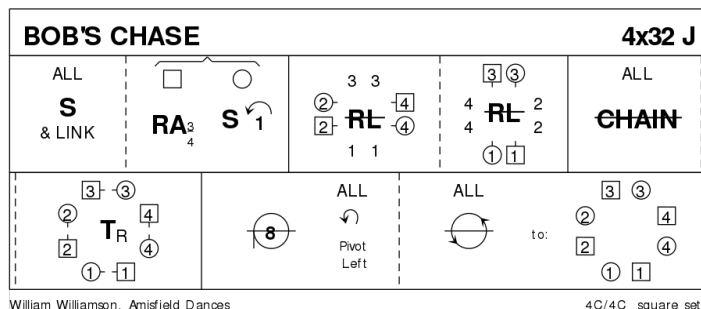 BOB'S CHASE 4x32 J
ALL
S
& LINK
RA 3/4
S 1
3 3
2 RL 4
2 4
1 1
3 3
4 RL 2
4 2
1 1
ALL
CHAIN
3 3
2 4
TR
2 4
1 1
8
ALL
Pivot
Left
ALL
to:
3 3
2 4
2 4
1 1
William Williamson, Amisfield Dances 4C/4C square set